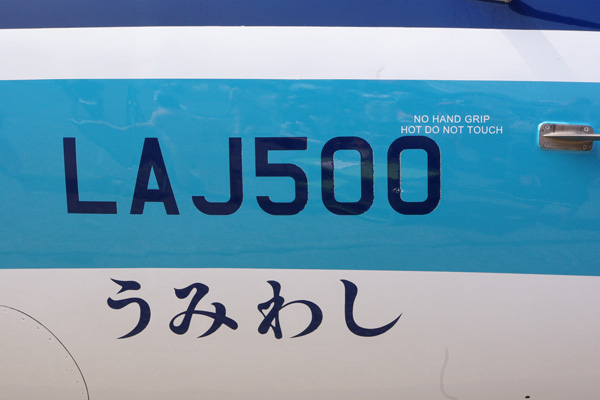 NO HAND GRIP
HOT DO NOT TOUCH
LAJ500
うみわし